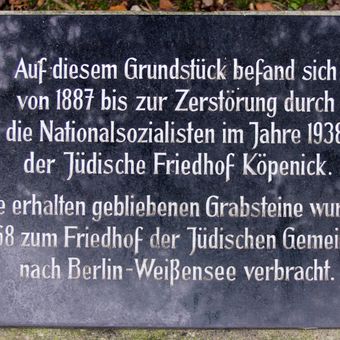 Auf diesem Grundstück befand sich
von 1887 bis zur Zerstörung durch
die Nationalsozialisten im Jahre 1938
der Jüdische Friedhof Köpenick.
erhalten gebliebenen Grabsteine
zum Friedhof der Jüdischen
nach Berlin-Weißensee verbracht.